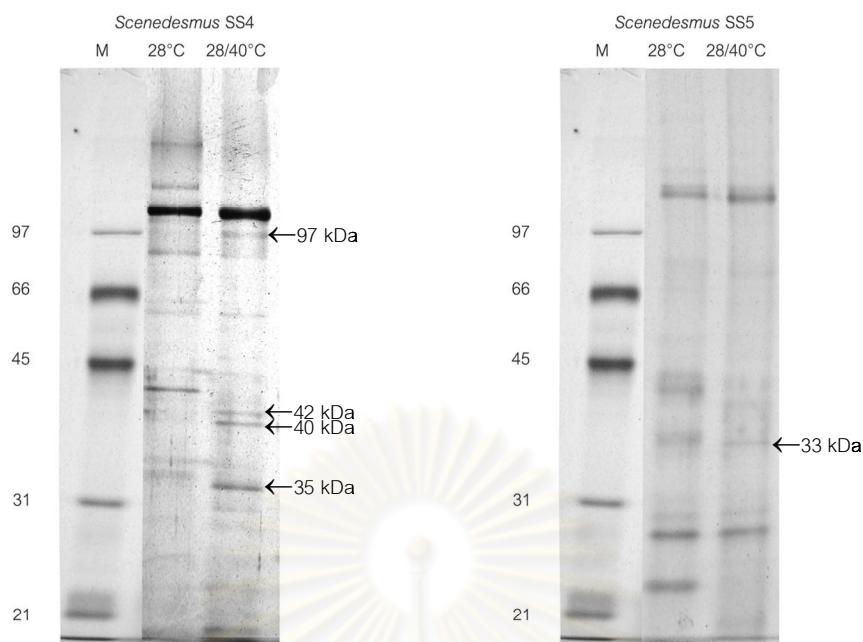 Scenedesmus SS4
M 28°C 28/40°C
97
66
45
31
21
97 kDa
42 kDa
40 kDa
35 kDa
Scenedesmus SS5
M 28°C 28/40°C
97
66
45
31
21
33 kDa